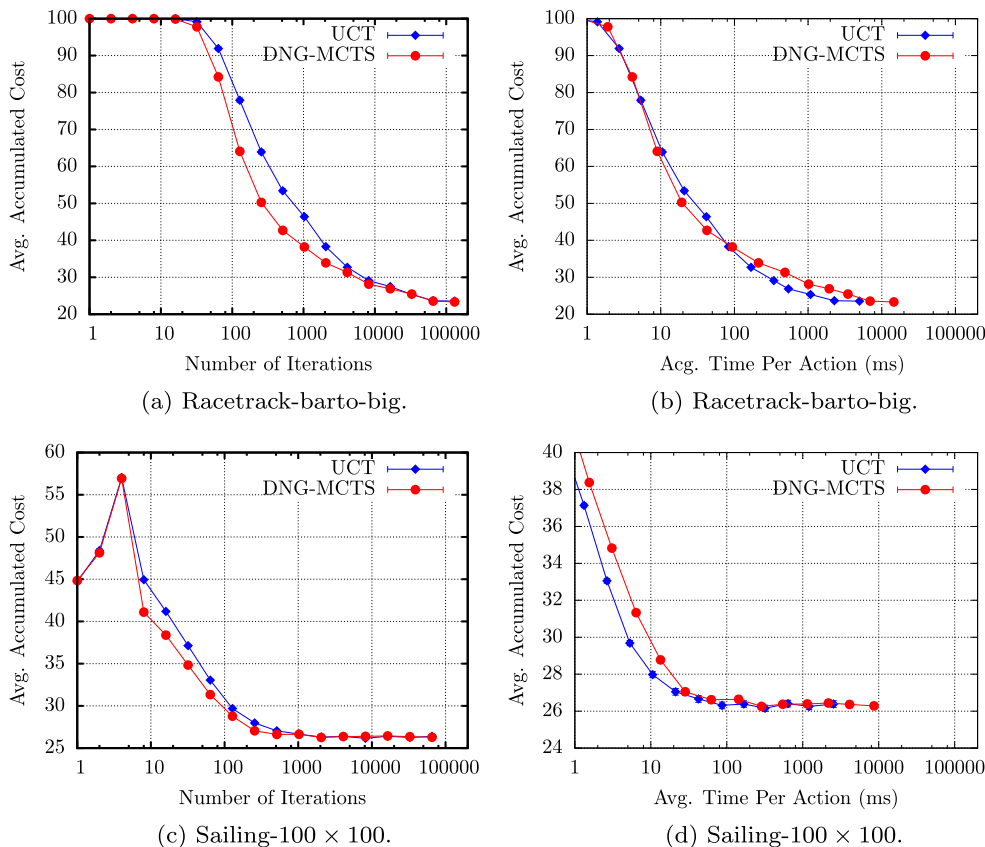 100
90
80
70
60
50
40
30
20
1 10 100 1000 10000 100000
Avg. Accumulated Cost
Number of Iterations
UCT
DNG-MCTS
(a) Racetrack-barto-big.
100
90
80
70
60
50
40
30
20
1 10 100 1000 10000 100000
Avg. Accumulated Cost
Acg. Time Per Action (ms)
UCT
DNG-MCTS
(b) Racetrack-barto-big.
60
55
50
45
40
35
30
25
1 10 100 1000 10000 100000
Avg. Accumulated Cost
Number of Iterations
UCT
DNG-MCTS
(c) Sailing-100 × 100.
40
38
36
34
32
30
28
26
24
1 10 100 1000 10000 100000
Avg. Accumulated Cost
Avg. Time Per Action (ms)
UCT
DNG-MCTS
(d) Sailing-100 × 100.